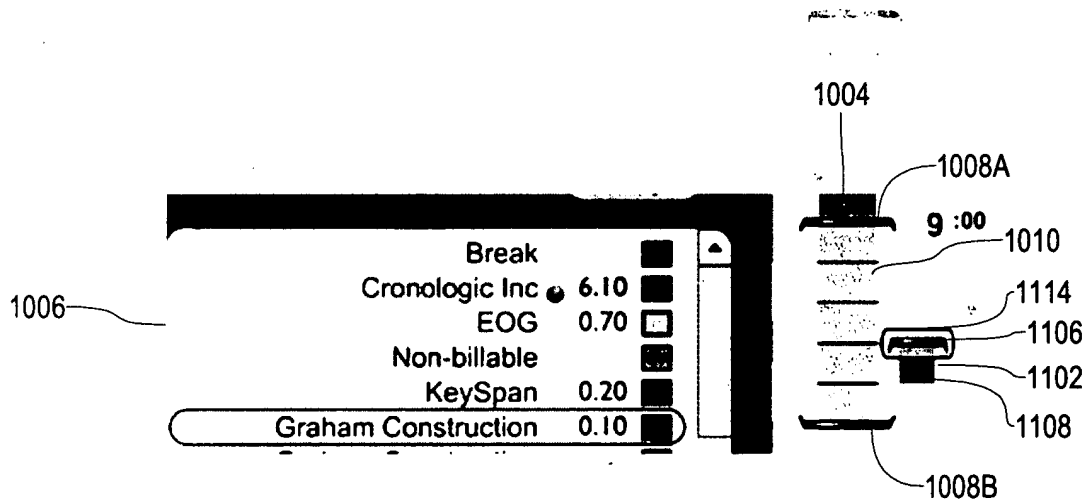 1004
1008A
9 :00
1010
Break
Cronologic Inc 6.10
1006
EOG 0.70
1114
1106
Non-billable
1102
KeySpan 0.20
1108
Graham Construction 0.10
1008B